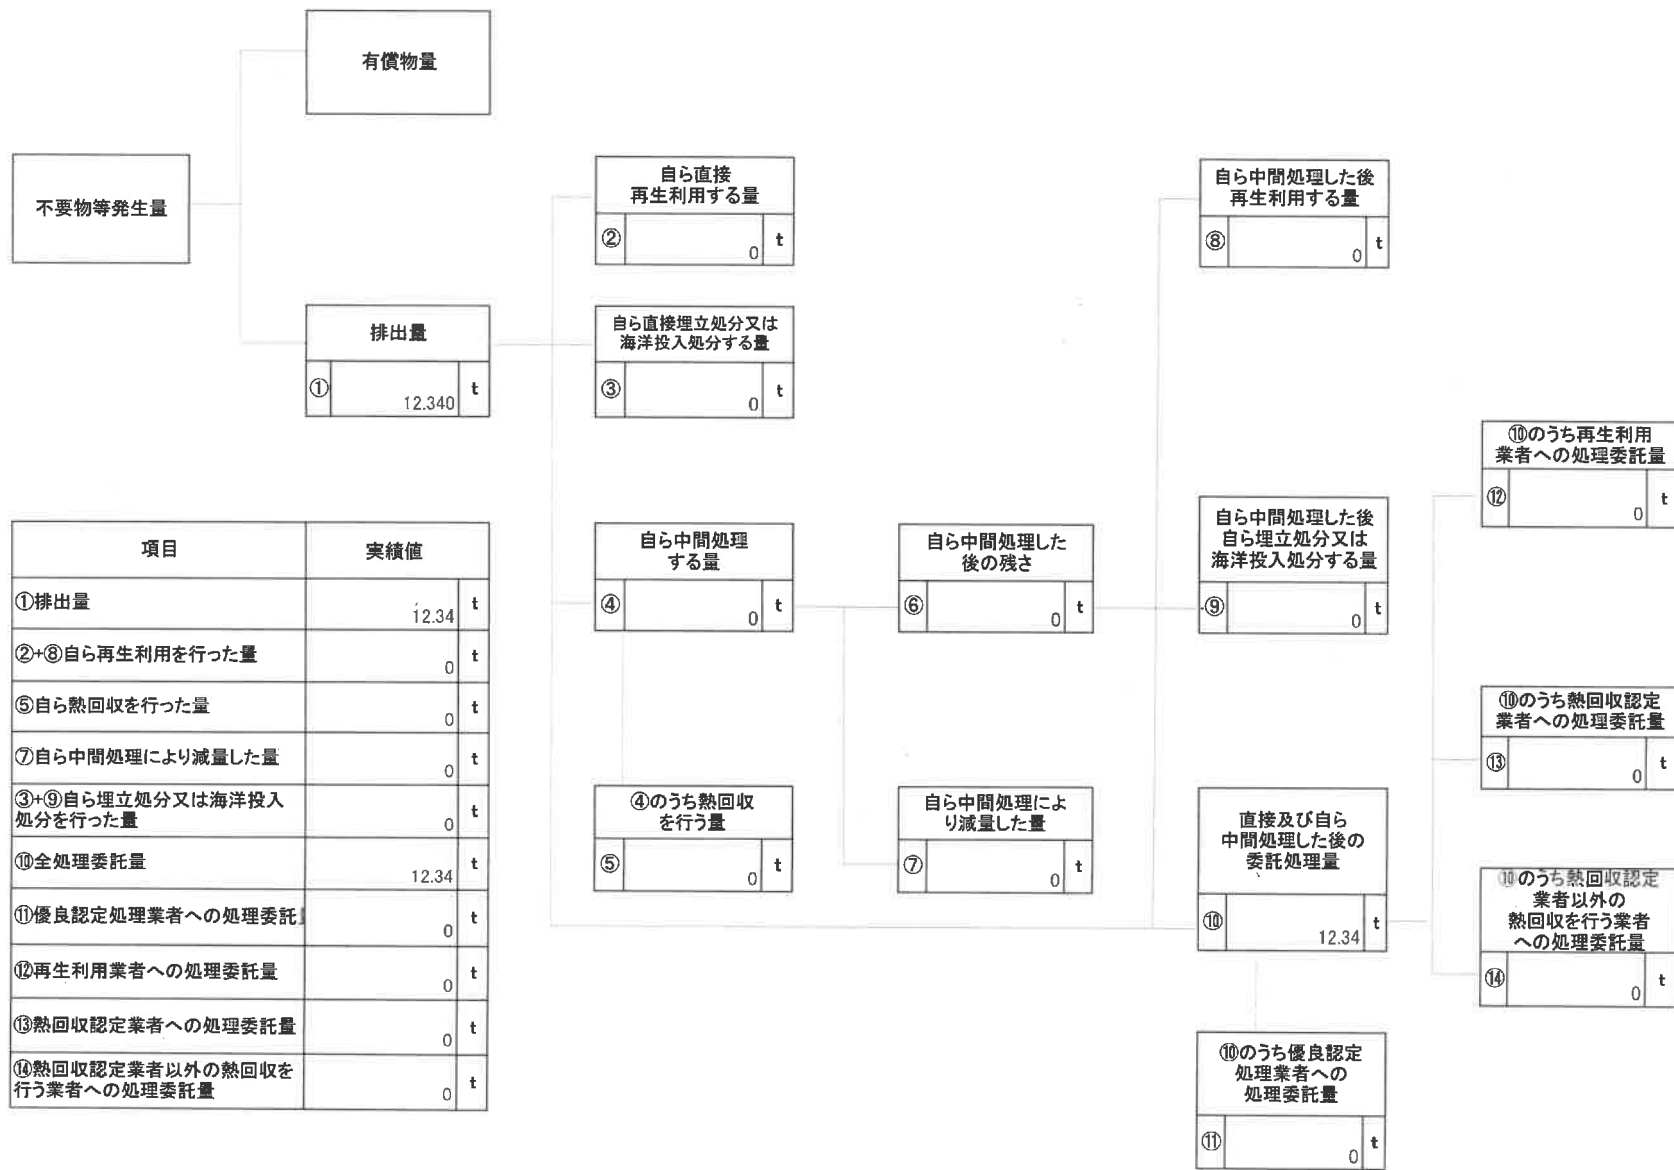 有償物量
不要物等発生量
排出量
① 12.340 t
自ら直接
再生利用する量
② 0 t
自ら直接埋立処分又は
海洋投入処分する量
③ 0 t
自ら中間処理
する量
④ 0 t
④のうち熱回収
を行う量
⑤ 0 t
自ら中間処理した
後の残さ
⑥ 0 t
自ら中間処理によ
り減量した量
⑦ 0 t
自ら中間処理した後
再生利用する量
⑧ 0 t
自ら中間処理した後
自ら埋立処分又は
海洋投入処分する量
⑨ 0 t
直接及び自ら
中間処理した後の
委託処理量
⑩ 12.34 t
⑩のうち優良認定
処理業者への
処理委託量
⑪ 0 t
⑩のうち再生利用
業者への処理委託量
⑫ 0 t
⑩のうち熱回収認定
業者への処理委託量
⑬ 0 t
⑩のうち熱回収認定
業者以外の
熱回収を行う業者
への処理委託量
⑭ 0 t
項目 実績値
①排出量 12.34 t
②+⑧自ら再生利用を行った量 0 t
⑤自ら熱回収を行った量 0 t
⑦自ら中間処理により減量した量 0 t
③+⑨自ら埋立処分又は海洋投入
処分を行った量 0 t
⑩全処理委託量 12.34 t
⑪優良認定処理業者への処理委託 0 t
⑫再生利用業者への処理委託量 0 t
⑬熱回収認定業者への処理委託量 0 t
⑭熱回収認定業者以外の熱回収を
行う業者への処理委託量 0 t